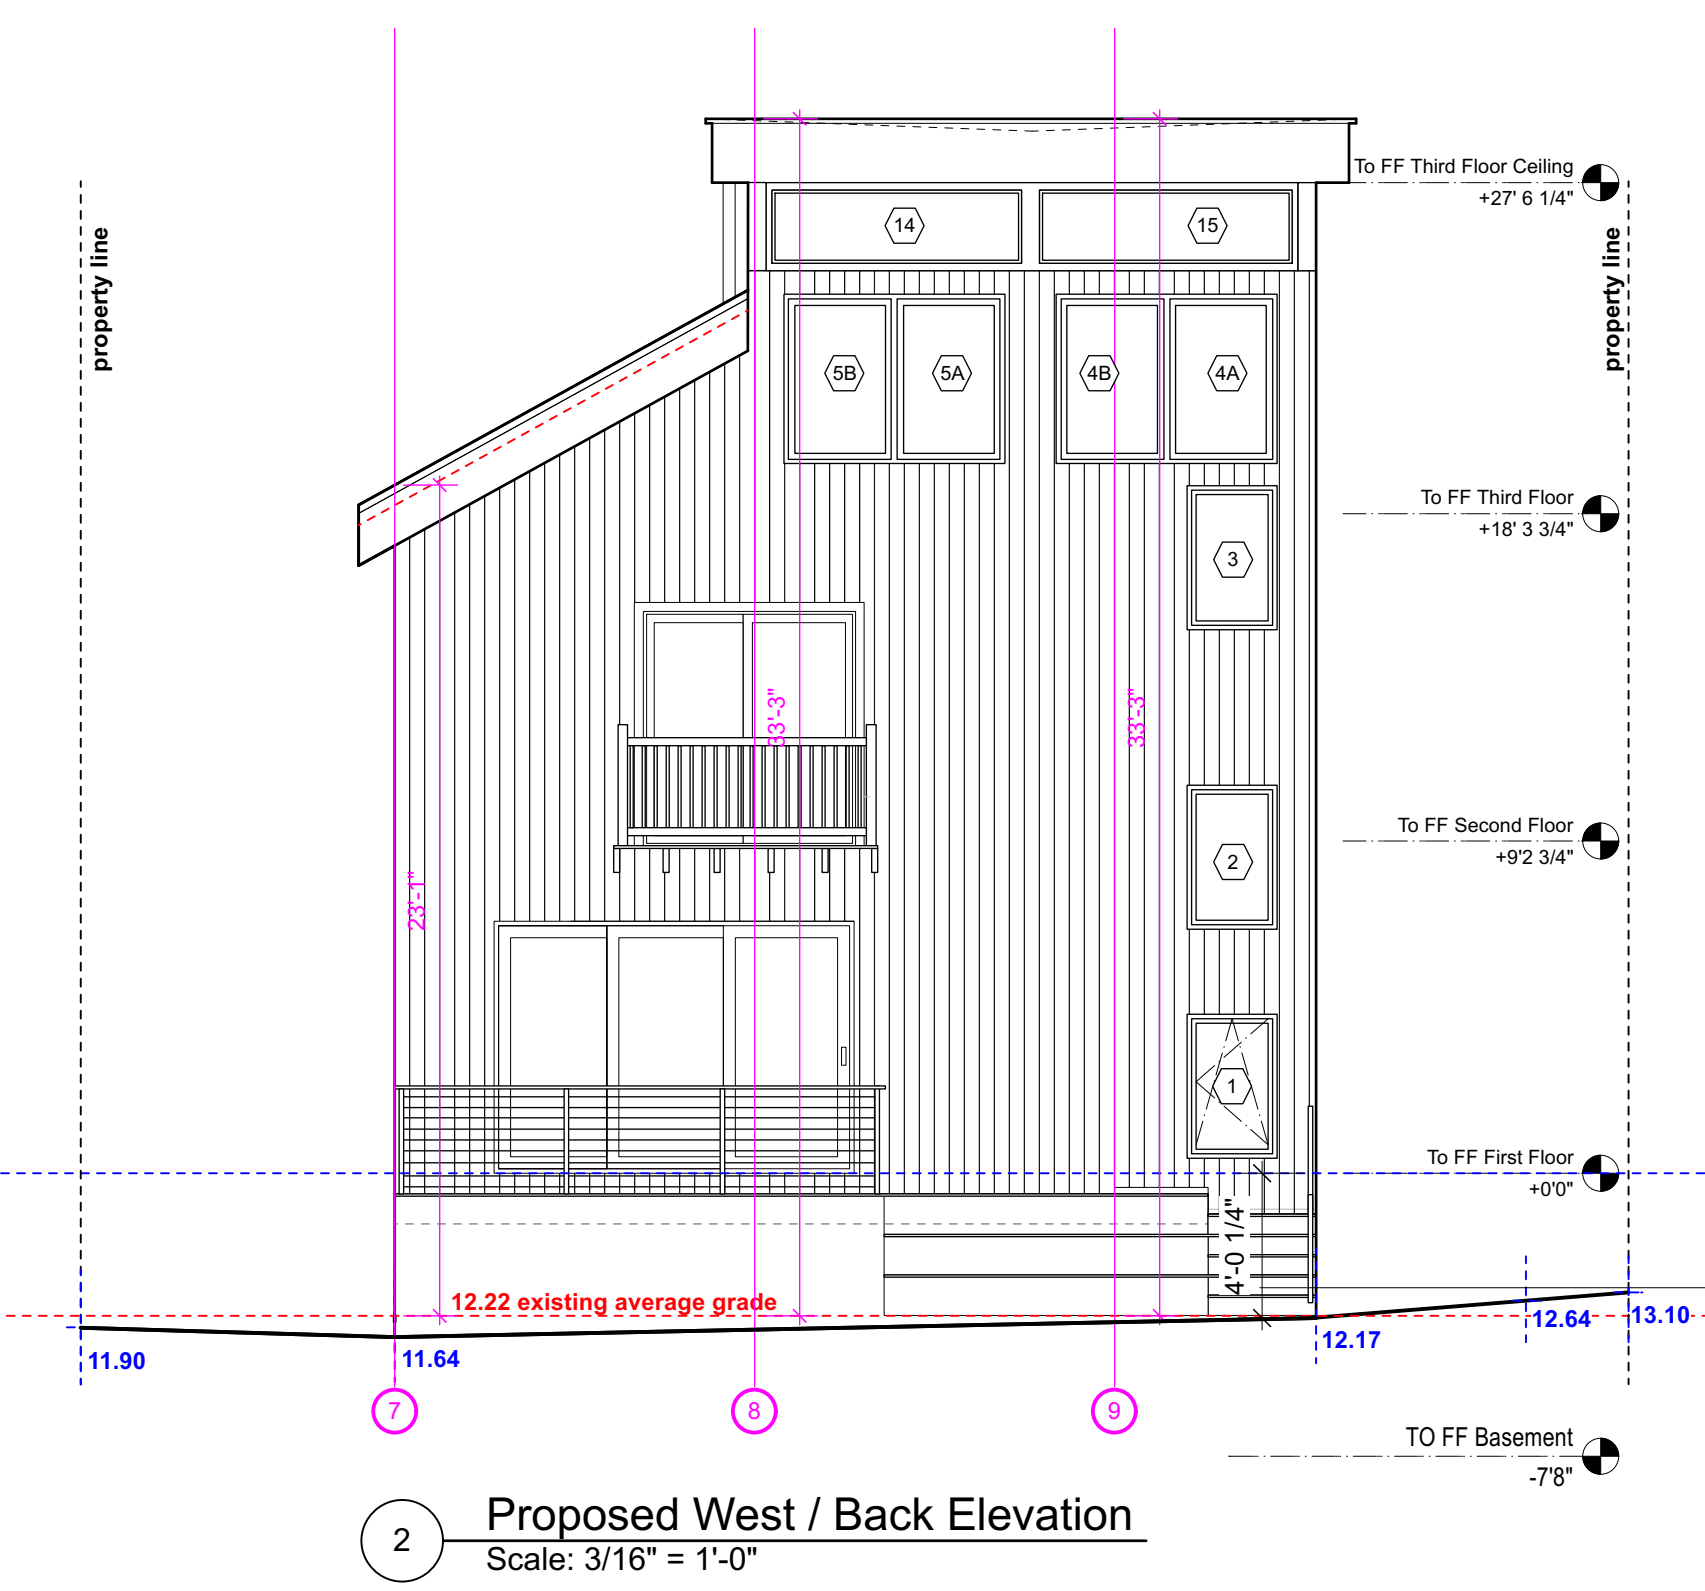 To FF Third Floor Ceiling
+27' 6 1/4"
property line
property line
14
15
5B
5A
4B
4A
To FF Third Floor
+18' 3 3/4"
3
33'-3"
33'-3"
To FF Second Floor
+9'2 3/4"
2
23'-1"
1
To FF First Floor
+0'0"
4'-0 1/4"
12.22 existing average grade
11.90
11.64
12.17
12.64
13.10
7
8
9
TO FF Basement
-7'8"
2
Proposed West / Back Elevation
Scale: 3/16" = 1'-0"